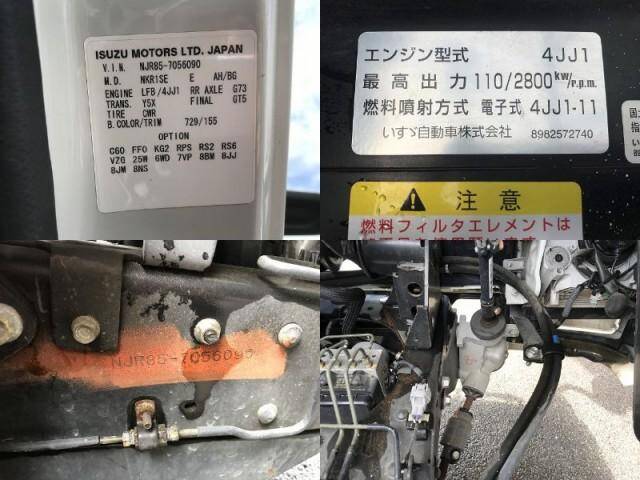 ISUZU MOTORS LTD. JAPAN
V.I.N. NJR85-7056090
M.D. NKR1SE E AH/BG
ENGINE LFB/4JJ1 RR AXLE G73
TRANS. Y5X FINAL GT5
TIRE CWR
B.COLOR/TRIM 729/155
OPTION
C60 FF0 KG2 RPS RS2 RS6
VZG 25W 6WD 7VP 8BM 8JJ
8JM 8NS
エンジン型式 4JJ1
最高出力 110/2800 kw/r.p.m.
燃料噴射方式 電子式 4JJ1-11
いすゞ自動車株式会社 8982572740
注意
燃料フィルタエレメントは
NJR85-7056090